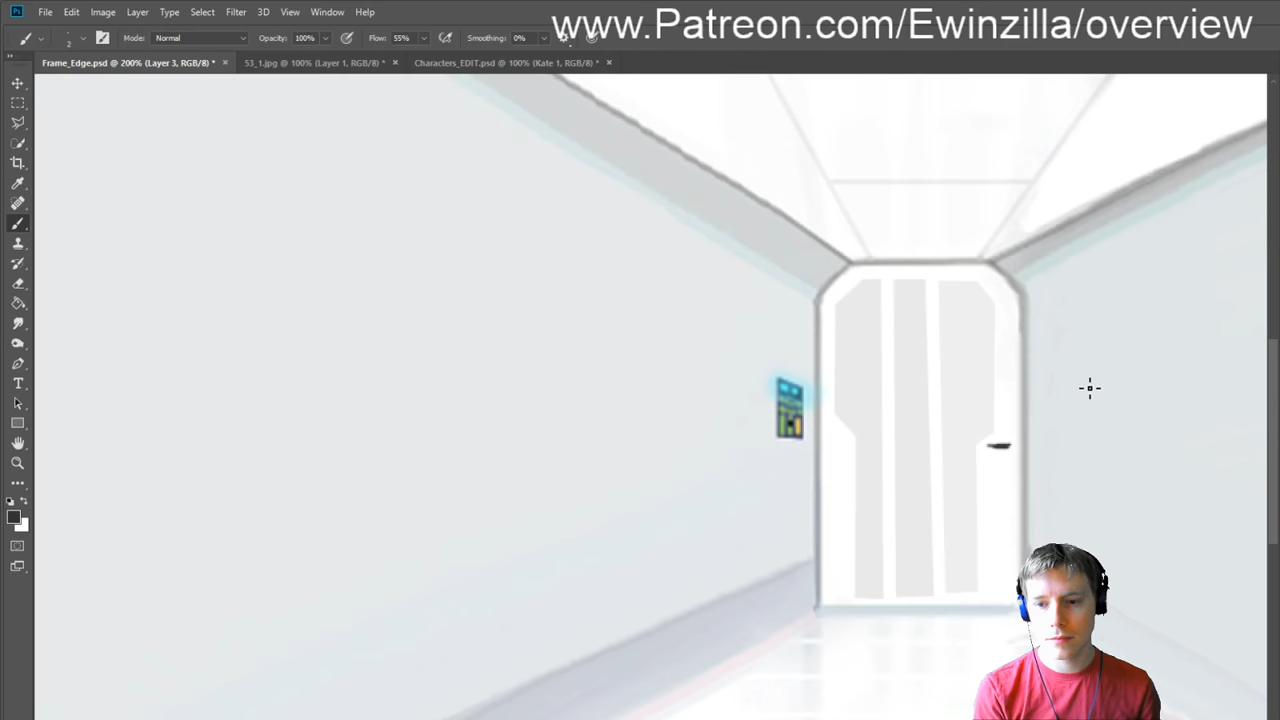 www.Patreon.com/Ewinzilla/overview
File Edit Image Layer Type Select Filter 3D View Window Help
2 Mode: Normal Opacity: 100% Flow: 55% Smoothing: 0%
Frame_Edge.psd @ 200% (Layer 3, RGB/8) * 53_1.jpg @ 100% (Layer 1, RGB/8) * Characters_EDIT.psd @ 100% (Kate 1, RGB/8) *